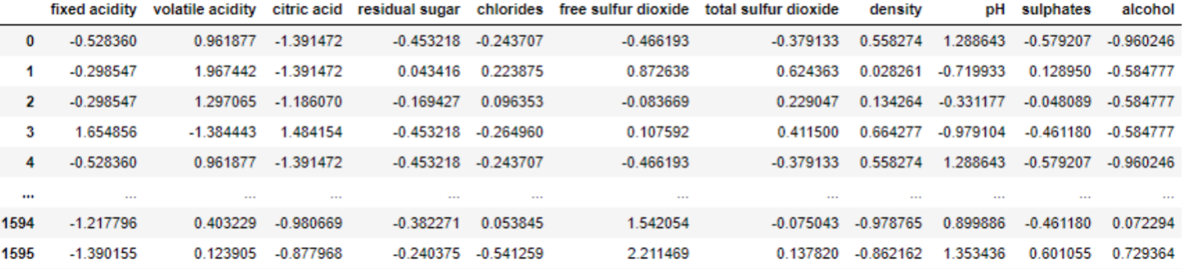 fixed acidity volatile acidity citric acid residual sugar chlorides free sulfur dioxide total sulfur dioxide density pH sulphates alcohol
0 -0.528360 0.961877 -1.391472 -0.453218 -0.243707 -0.466193 -0.379133 0.558274 1.288643 -0.579207 -0.960246
1 -0.298547 1.967442 -1.391472 0.043416 0.223875 0.872638 0.624363 0.028261 -0.719933 0.128950 -0.584777
2 -0.298547 1.297065 -1.186070 -0.169427 0.096353 -0.083669 0.229047 0.134264 -0.331177 -0.048089 -0.584777
3 1.654856 -1.384443 1.484154 -0.453218 -0.264960 0.107592 0.411500 0.664277 -0.979104 -0.461180 -0.584777
4 -0.528360 0.961877 -1.391472 -0.453218 -0.243707 -0.466193 -0.379133 0.558274 1.288643 -0.579207 -0.960246
... ... ... ... ... ... ... ... ... ... ... ...
1594 -1.217796 0.403229 -0.980669 -0.382271 0.053845 1.542054 -0.075043 -0.978765 0.899886 -0.461180 0.072294
1595 -1.390155 0.123905 -0.877968 -0.240375 -0.541259 2.211469 0.137820 -0.862162 1.353436 0.601055 0.729364